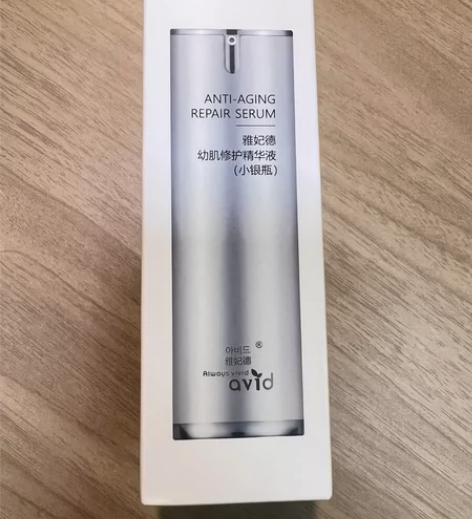 ANTI-AGING
REPAIR SERUM
雅妃德
幼肌修护精华液
(小银瓶)
아비드 ®
雅妃德
Always vivid
avid